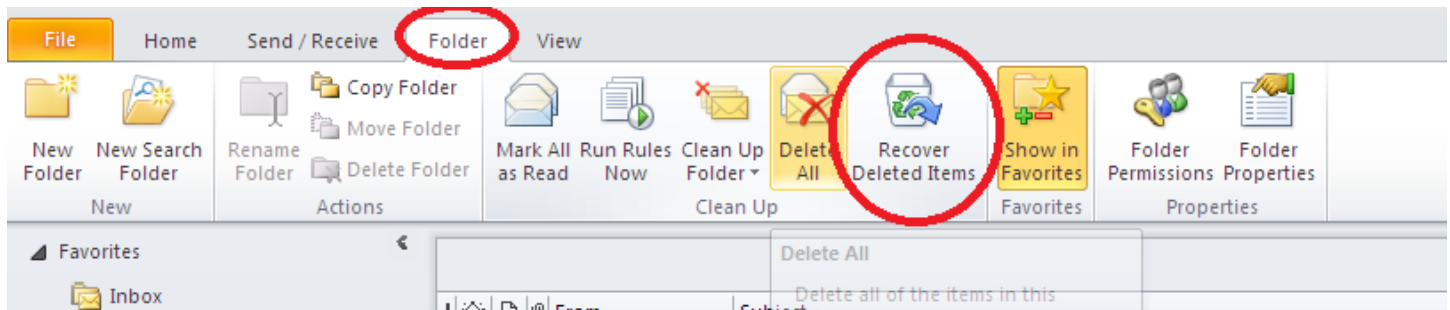 File Home Send / Receive Folder View
New Folder
New Search Folder
Rename Folder
Copy Folder
Move Folder
Delete Folder
Mark All as Read
Run Rules Now
Clean Up Folder
Delete All
Recover Deleted Items
Show in Favorites
Folder Permissions
Folder Properties
New Actions Clean Up Favorites Properties
Favorites
Inbox
Delete All
Delete all of the items in this
From Subject